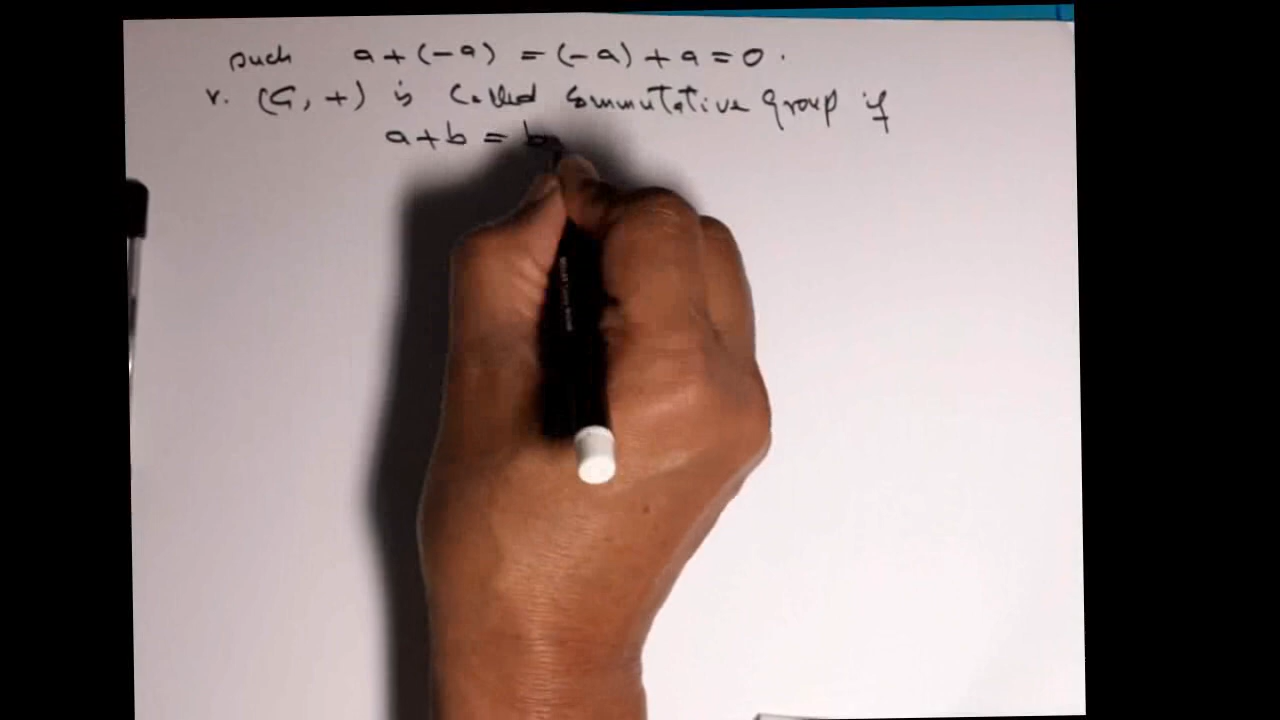 such a+(-a) = (-a)+a = 0.
v. (G, +) is called commutative group if
a+b = b